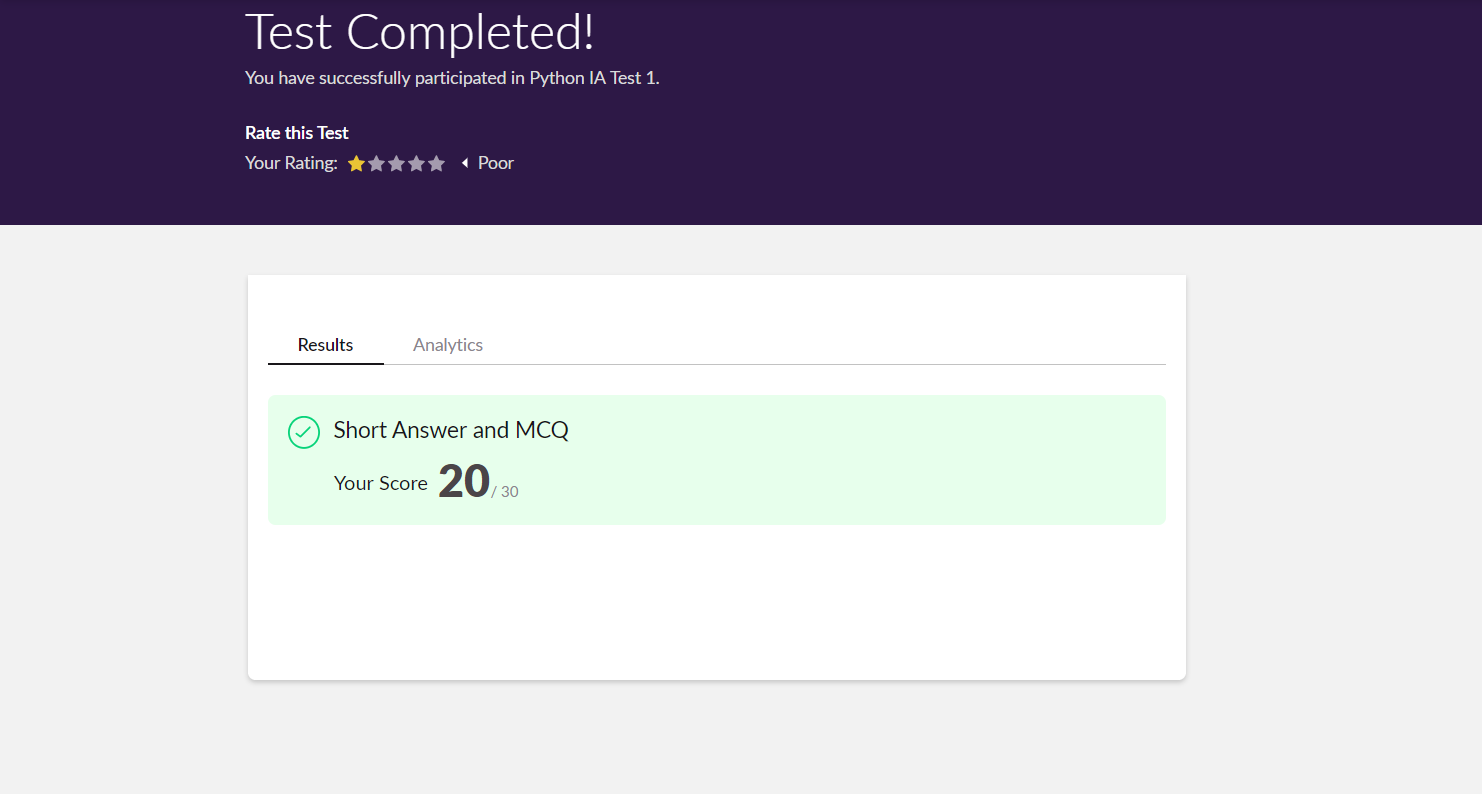 Test Completed!
You have successfully participated in Python IA Test 1.
Rate this Test
Your Rating: Poor
Results Analytics
Short Answer and MCQ
Your Score 20 / 30